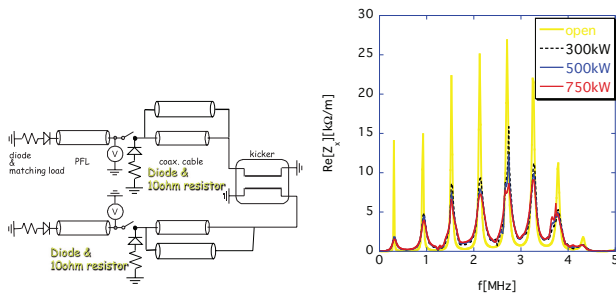 diode
& 
matching load
PFL
V
coax. cable
kicker
Diode &
10ohm resistor
V
Diode &
10ohm resistor
open
300kW
500kW
750kW
Re[Zx][kΩ/m]
30
25
20
15
10
5
0
0 1 2 3 4 5
f[MHz]